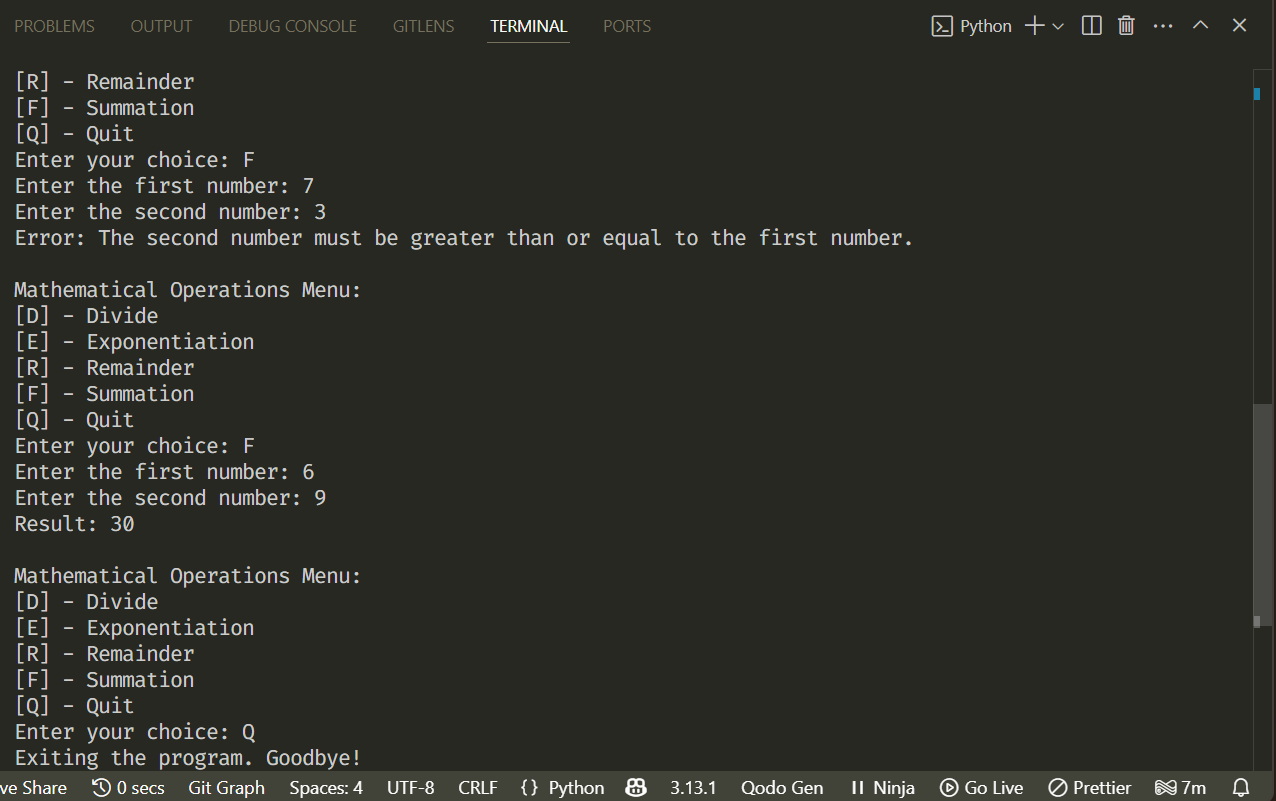 PROBLEMS OUTPUT DEBUG CONSOLE GITLENS TERMINAL PORTS Python
[R] - Remainder
[F] - Summation
[Q] - Quit
Enter your choice: F
Enter the first number: 7
Enter the second number: 3
Error: The second number must be greater than or equal to the first number.
Mathematical Operations Menu:
[D] - Divide
[E] - Exponentiation
[R] - Remainder
[F] - Summation
[Q] - Quit
Enter your choice: F
Enter the first number: 6
Enter the second number: 9
Result: 30
Mathematical Operations Menu:
[D] - Divide
[E] - Exponentiation
[R] - Remainder
[F] - Summation
[Q] - Quit
Enter your choice: Q
Exiting the program. Goodbye!
ve Share 0 secs Git Graph Spaces: 4 UTF-8 CRLF {} Python 3.13.1 Qodo Gen Ninja Go Live Prettier 7m